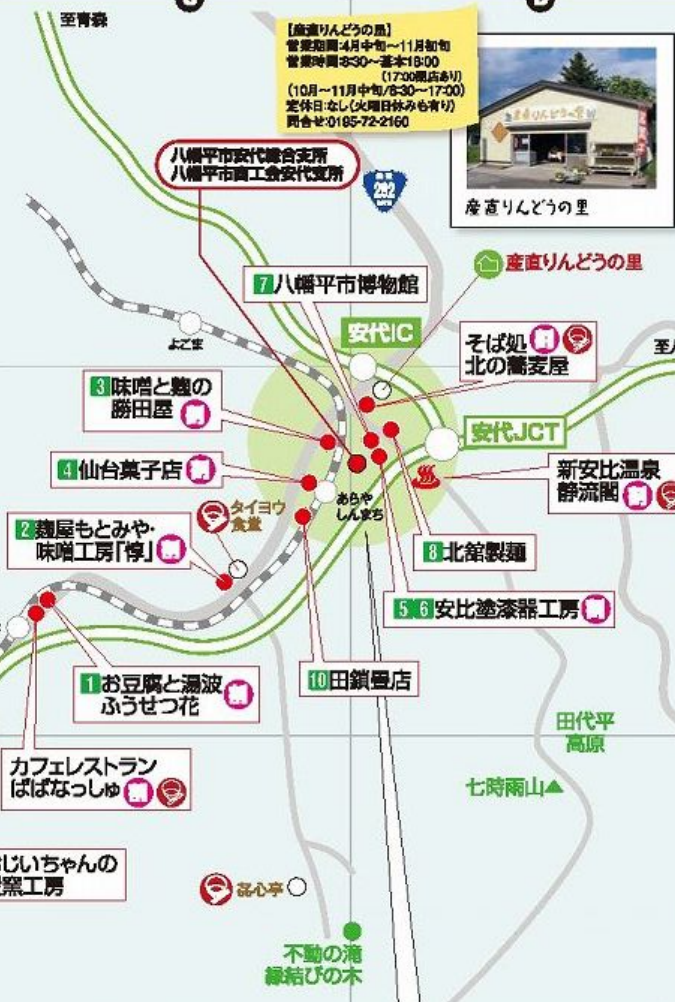 至青森
【産直りんどうの里】
営業期間:4月中旬～11月初旬
営業時間:8:30～基本18:00
(17:00閉店あり)
(10月～11月中旬/8:30～17:00)
定休日:なし(火曜日休みも有り)
問合せ:0195-72-2160
産直りんどうの里
産直りんどうの里
八幡平市安代総合支所
八幡平市商工会安代支所
282
産直りんどうの里
7 八幡平市博物館
よこま
安代IC
そば処
北の蕎麦屋
至八
3 味噌と麹の
勝田屋
安代JCT
4 仙台菓子店
新安比温泉
静流閣
あらや
しんまち
タイヨウ
食堂
2 麹屋もとみや・
味噌工房「惇」
8 北舘製麺
5 6 安比塗漆器工房
1 お豆腐と湯波
ふうせつ花
10 田鎖畳店
田代平
高原
カフェレストラン
ぱぱなっしゅ
七時雨山
じいちゃんの
窯工房
心亭
不動の滝
縁結びの木